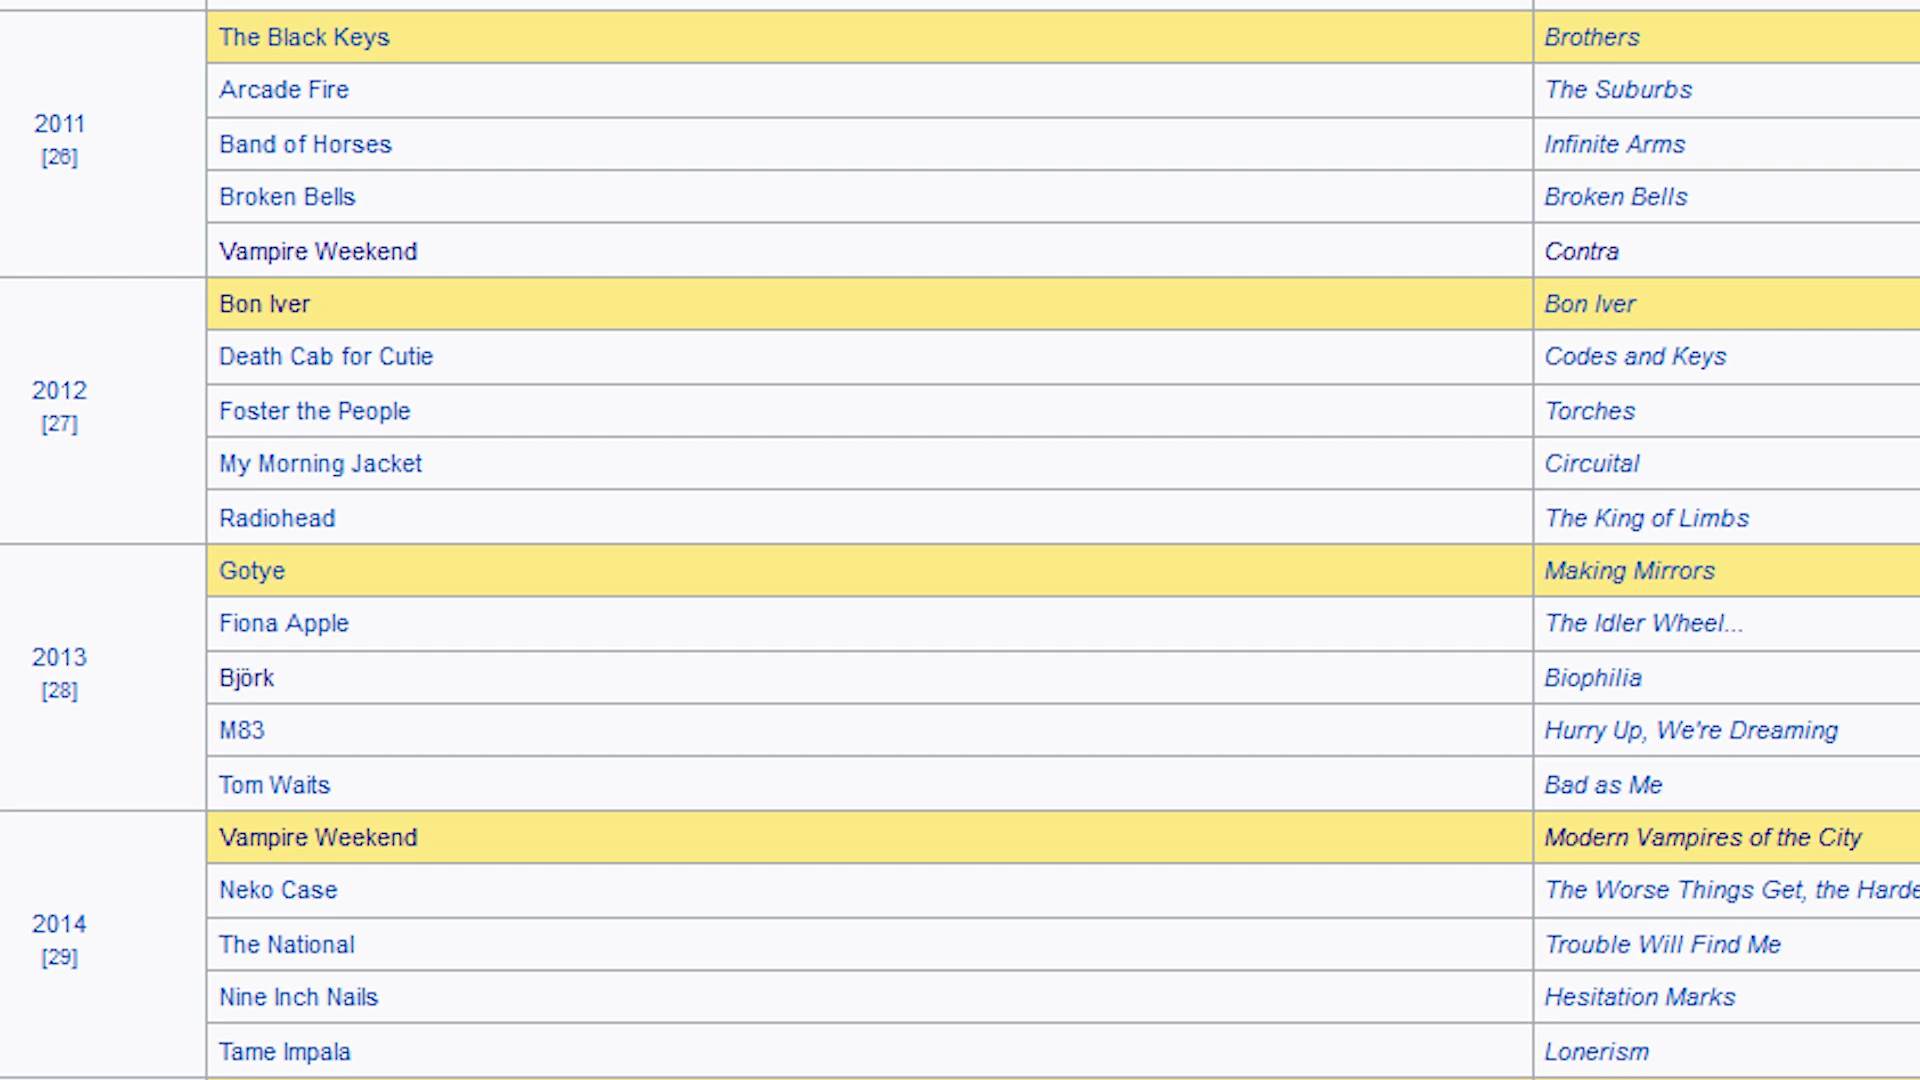 The Black Keys Brothers
Arcade Fire The Suburbs
2011
[26]
Band of Horses Infinite Arms
Broken Bells Broken Bells
Vampire Weekend Contra
Bon Iver Bon Iver
Death Cab for Cutie Codes and Keys
2012
[27]
Foster the People Torches
My Morning Jacket Circuital
Radiohead The King of Limbs
Gotye Making Mirrors
Fiona Apple The Idler Wheel...
2013
[28]
Björk Biophilia
M83 Hurry Up, We're Dreaming
Tom Waits Bad as Me
Vampire Weekend Modern Vampires of the City
Neko Case The Worse Things Get, the Harde
2014
[29]
The National Trouble Will Find Me
Nine Inch Nails Hesitation Marks
Tame Impala Lonerism